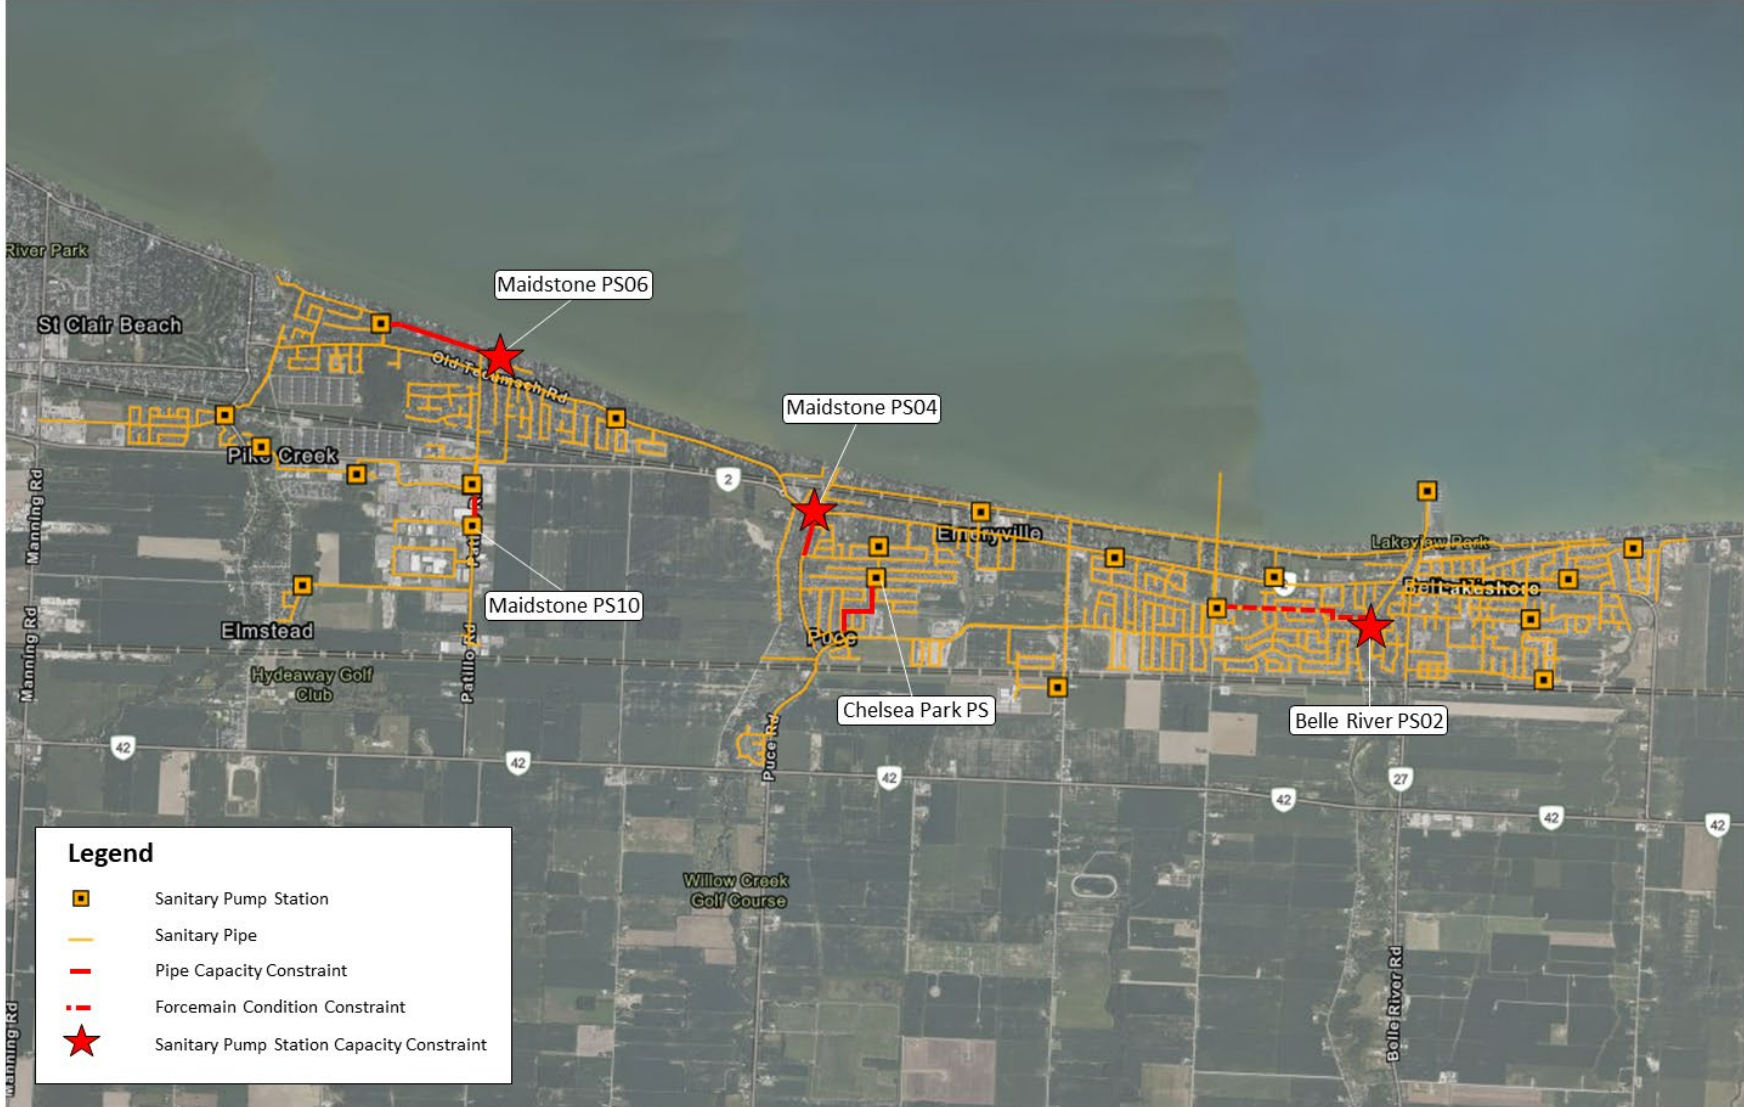 River Park
Maidstone PS06
St Clair Beach
Old Tecumseh Rd
Maidstone PS04
Pike Creek
2
Manning Rd
Emeryville
Lakeview Park
Maidstone PS10
Elmstead
Puce
Manning Rd
Patillo Rd
Hydeaway Golf
Club
Chelsea Park PS
Belle River PS02
Puce Rd
42
42
42
27
42
42
42
Legend
Sanitary Pump Station
Sanitary Pipe
Pipe Capacity Constraint
Forcemain Condition Constraint
Sanitary Pump Station Capacity Constraint
Willow Creek
Golf Course
Belle River Rd
Manning Rd